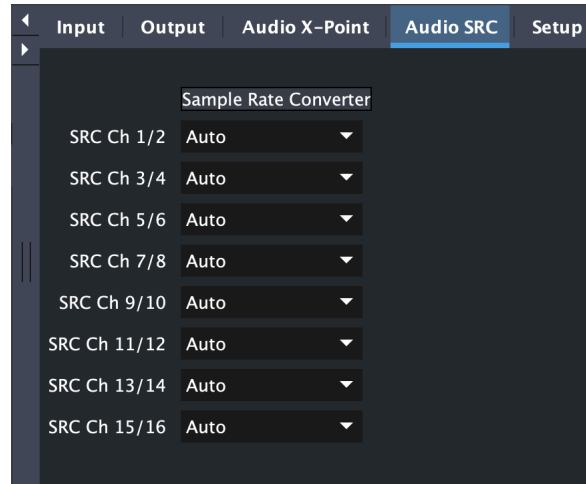 Input Output Audio X-Point Audio SRC Setup
Sample Rate Converter
SRC Ch 1/2 Auto
SRC Ch 3/4 Auto
SRC Ch 5/6 Auto
SRC Ch 7/8 Auto
SRC Ch 9/10 Auto
SRC Ch 11/12 Auto
SRC Ch 13/14 Auto
SRC Ch 15/16 Auto